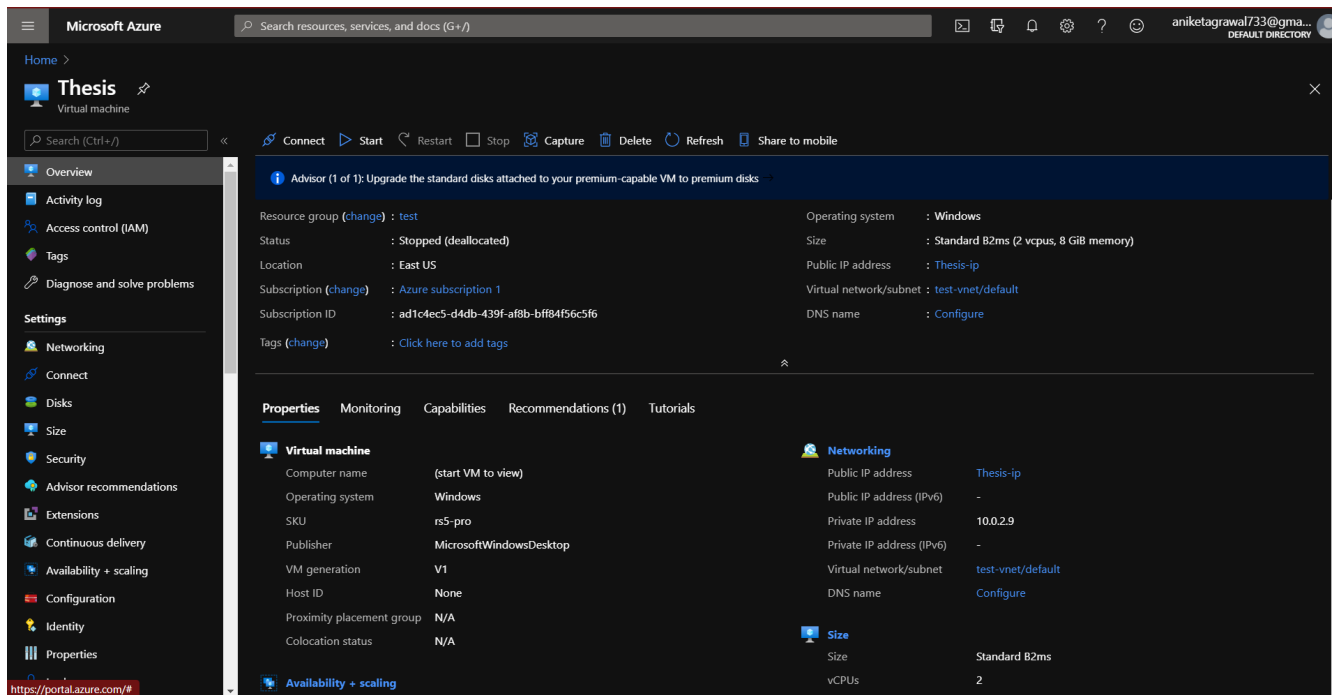 Microsoft Azure
Search resources, services, and docs (G+/)
aniketagrawal733@gma...
DEFAULT DIRECTORY
Home >
Thesis
Virtual machine
Search (Ctrl+/)
«
Connect Start Restart Stop Capture Delete Refresh Share to mobile
Overview
Activity log
Access control (IAM)
Tags
Diagnose and solve problems
Settings
Networking
Connect
Disks
Size
Security
Advisor recommendations
Extensions
Continuous delivery
Availability + scaling
Configuration
Identity
Properties
https://portal.azure.com/#
Advisor (1 of 1): Upgrade the standard disks attached to your premium-capable VM to premium disks
Resource group (change) : test
Status : Stopped (deallocated)
Location : East US
Subscription (change) : Azure subscription 1
Subscription ID : ad1c4ec5-d4db-439f-af8b-bff84f56c5f6
Tags (change) : Click here to add tags
Operating system : Windows
Size : Standard B2ms (2 vcpus, 8 GiB memory)
Public IP address : Thesis-ip
Virtual network/subnet : test-vnet/default
DNS name : Configure
Properties Monitoring Capabilities Recommendations (1) Tutorials
Virtual machine
Computer name (start VM to view)
Operating system Windows
SKU rs5-pro
Publisher MicrosoftWindowsDesktop
VM generation V1
Host ID None
Proximity placement group N/A
Colocation status N/A
Availability + scaling
Networking
Public IP address Thesis-ip
Public IP address (IPv6) -
Private IP address 10.0.2.9
Private IP address (IPv6) -
Virtual network/subnet test-vnet/default
DNS name Configure
Size
Size Standard B2ms
vCPUs 2